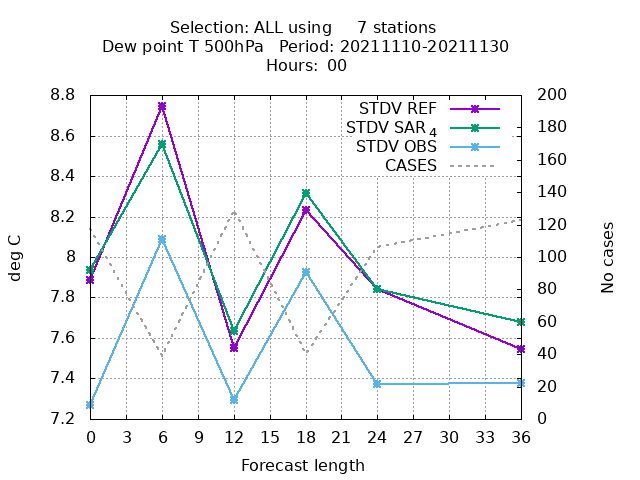 Selection: ALL using     7 stations
Dew point T 500hPa   Period: 20211110-20211130
Hours: 00
8.8
8.6
8.4
8.2
8
7.8
7.6
7.4
7.2
deg C
STDV REF
STDV SAR4
STDV OBS
CASES
200
180
160
140
120
100
80
60
40
20
0
No cases
0 3 6 9 12 15 18 21 24 27 30 33 36
Forecast length